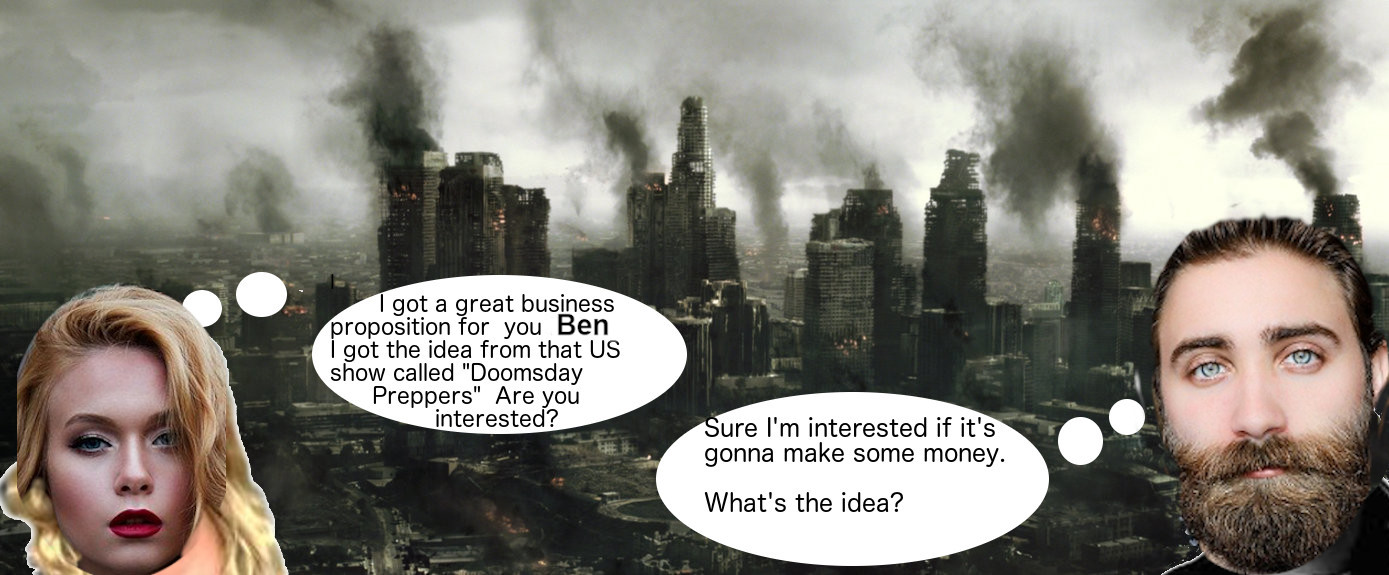 I got a great business
proposition for you Ben
I got the idea from that US
show called "Doomsday
Preppers" Are you
interested?
Sure I'm interested if it's
gonna make some money.
What's the idea?